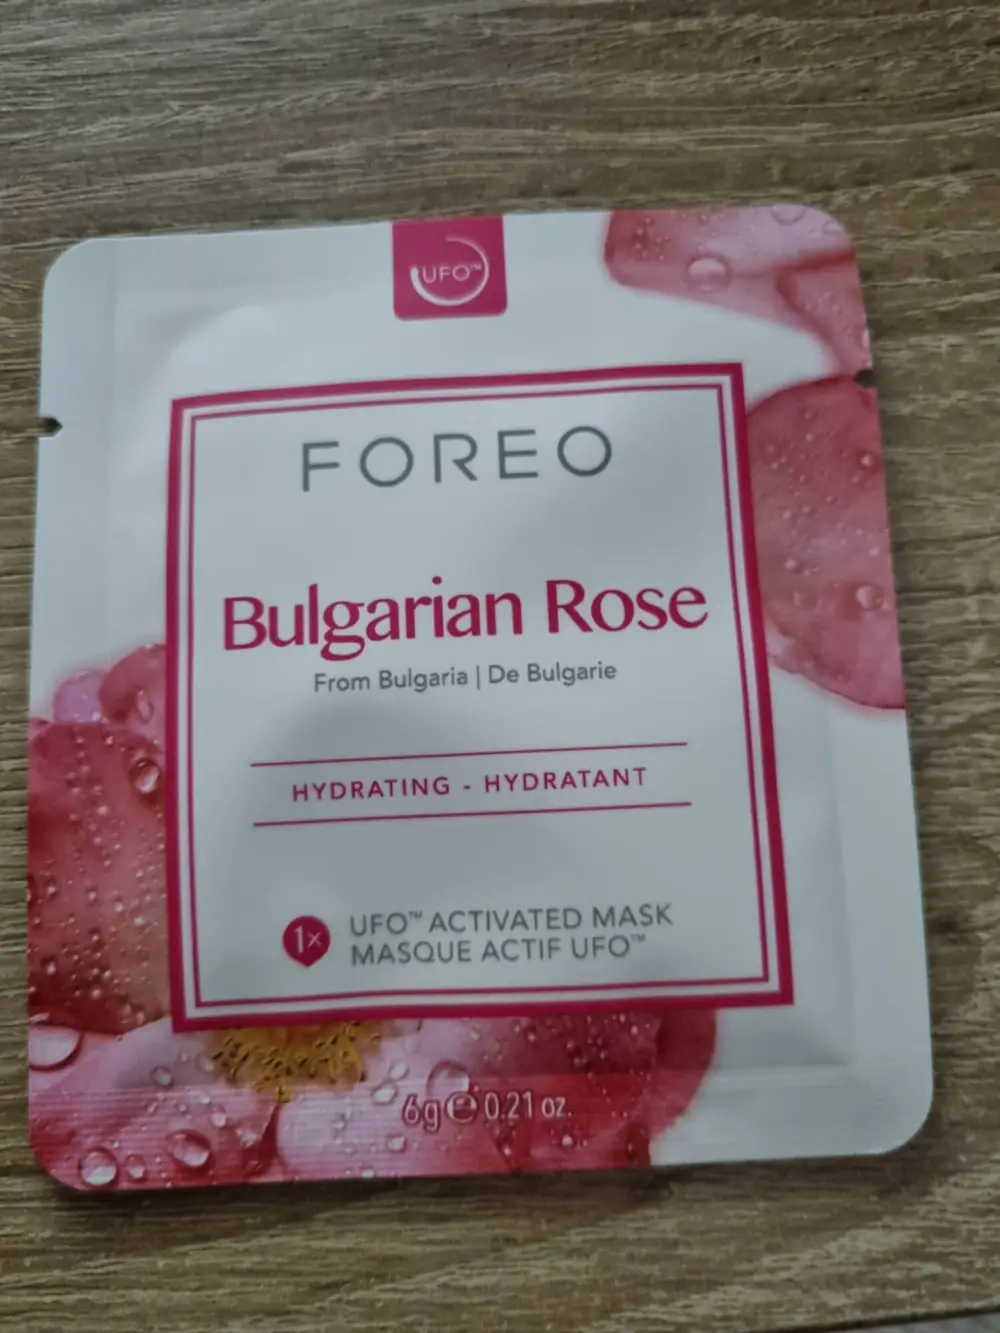 UFO™
FOREO
Bulgarian Rose
From Bulgaria | De Bulgarie
HYDRATING - HYDRATANT
1x
UFO™ ACTIVATED MASK
MASQUE ACTIF UFO™
6g ℮ 0.21 oz.